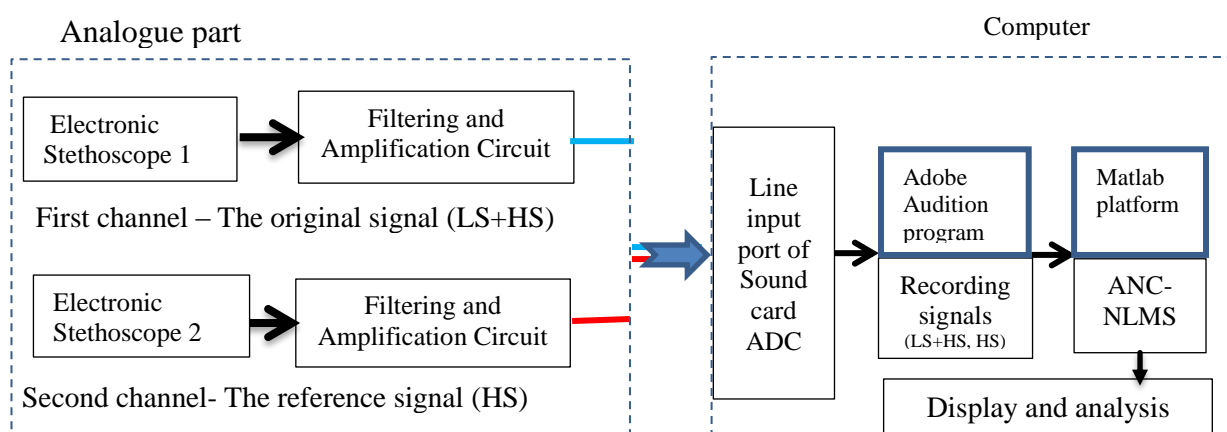 Analogue part
Electronic
Stethoscope 1
Filtering and
Amplification Circuit
First channel – The original signal (LS+HS)
Electronic
Stethoscope 2
Filtering and
Amplification Circuit
Second channel- The reference signal (HS)
Computer
Line
input
port of
Sound
card
ADC
Adobe
Audition
program
Recording
signals
(LS+HS, HS)
Matlab
platform
ANC-
NLMS
Display and analysis